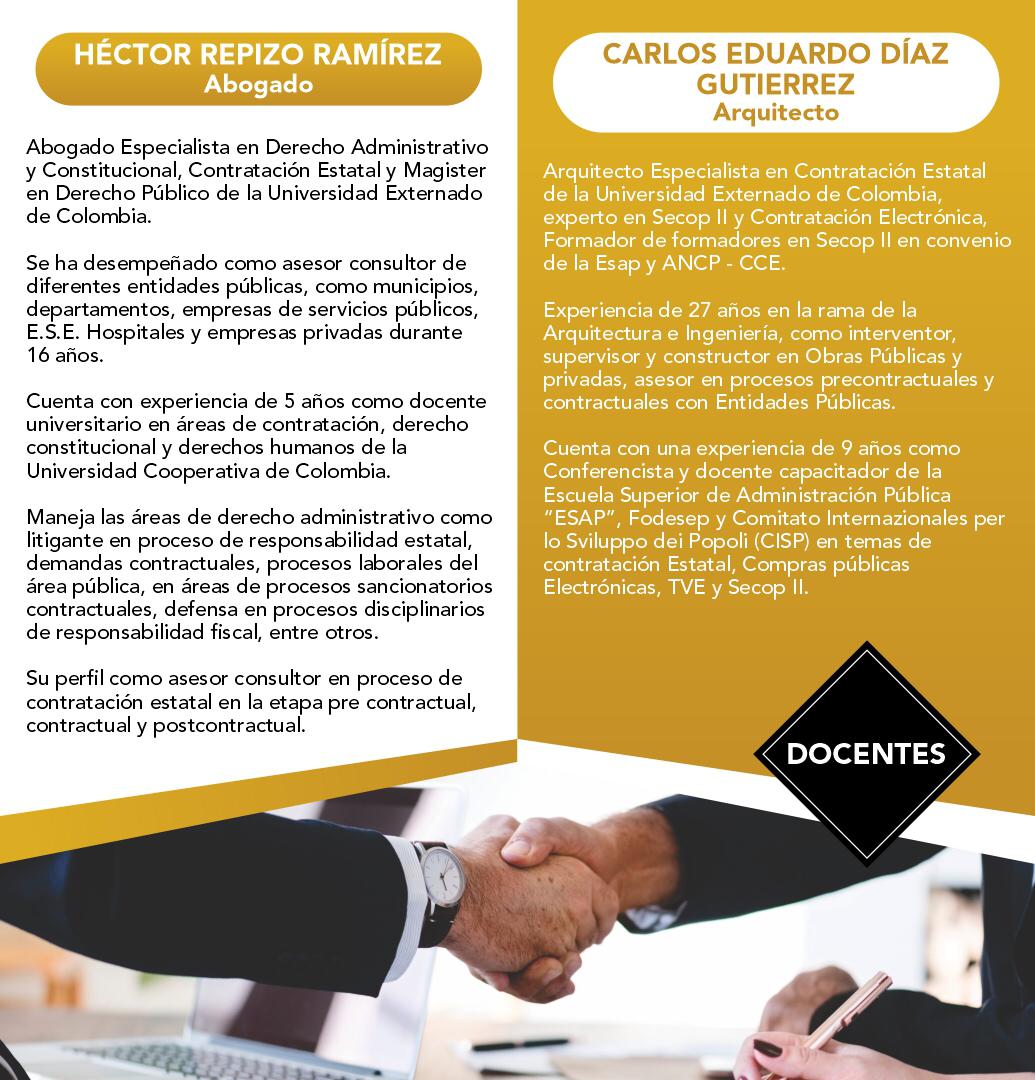 HÉCTOR REPIZO RAMÍREZ
Abogado
Abogado Especialista en Derecho Administrativo
y Constitucional, Contratación Estatal y Magister
en Derecho Público de la Universidad Externado
de Colombia.
Se ha desempeñado como asesor consultor de
diferentes entidades públicas, como municipios,
departamentos, empresas de servicios públicos,
E.S.E. Hospitales y empresas privadas durante
16 años.
Cuenta con experiencia de 5 años como docente
universitario en áreas de contratación, derecho
constitucional y derechos humanos de la
Universidad Cooperativa de Colombia.
Maneja las áreas de derecho administrativo como
litigante en proceso de responsabilidad estatal,
demandas contractuales, procesos laborales del
área pública, en áreas de procesos sancionatorios
contractuales, defensa en procesos disciplinarios
de responsabilidad fiscal, entre otros.
Su perfil como asesor consultor en proceso de
contratación estatal en la etapa pre contractual,
contractual y postcontractual.
CARLOS EDUARDO DÍAZ
GUTIERREZ
Arquitecto
Arquitecto Especialista en Contratación Estatal
de la Universidad Externado de Colombia,
experto en Secop II y Contratación Electrónica,
Formador de formadores en Secop II en convenio
de la Esap y ANCP - CCE.
Experiencia de 27 años en la rama de la
Arquitectura e Ingeniería, como interventor,
supervisor y constructor en Obras Públicas y
privadas, asesor en procesos precontractuales y
contractuales con Entidades Públicas.
Cuenta con una experiencia de 9 años como
Conferencista y docente capacitador de la
Escuela Superior de Administración Pública
“ESAP”, Fodesep y Comitato Internazionales per
lo Sviluppo dei Popoli (CISP) en temas de
contratación Estatal, Compras públicas
Electrónicas, TVE y Secop II.
DOCENTES